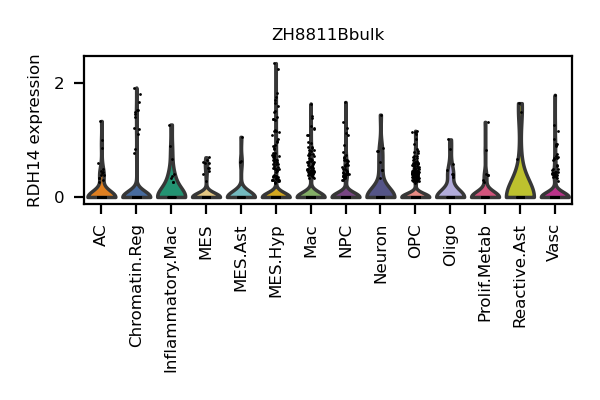 ZH8811Bbulk
RDH14 expression
2
0
AC
Chromatin.Reg
Inflammatory.Mac
MES
MES.Ast
MES.Hyp
Mac
NPC
Neuron
OPC
Oligo
Prolif.Metab
Reactive.Ast
Vasc